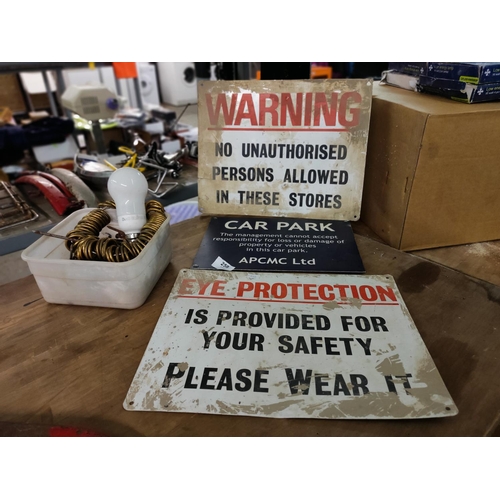 WARNING
NO UNAUTHORISED
PERSONS ALLOWED
IN THESE STORES
CAR PARK
The management cannot accept
responsibility for loss or damage of
property or vehicles
in this car park;
APCMC Ltd
EYE PROTECTION
IS PROVIDED FOR
YOUR SAFETY
PLEASE WEAR IT